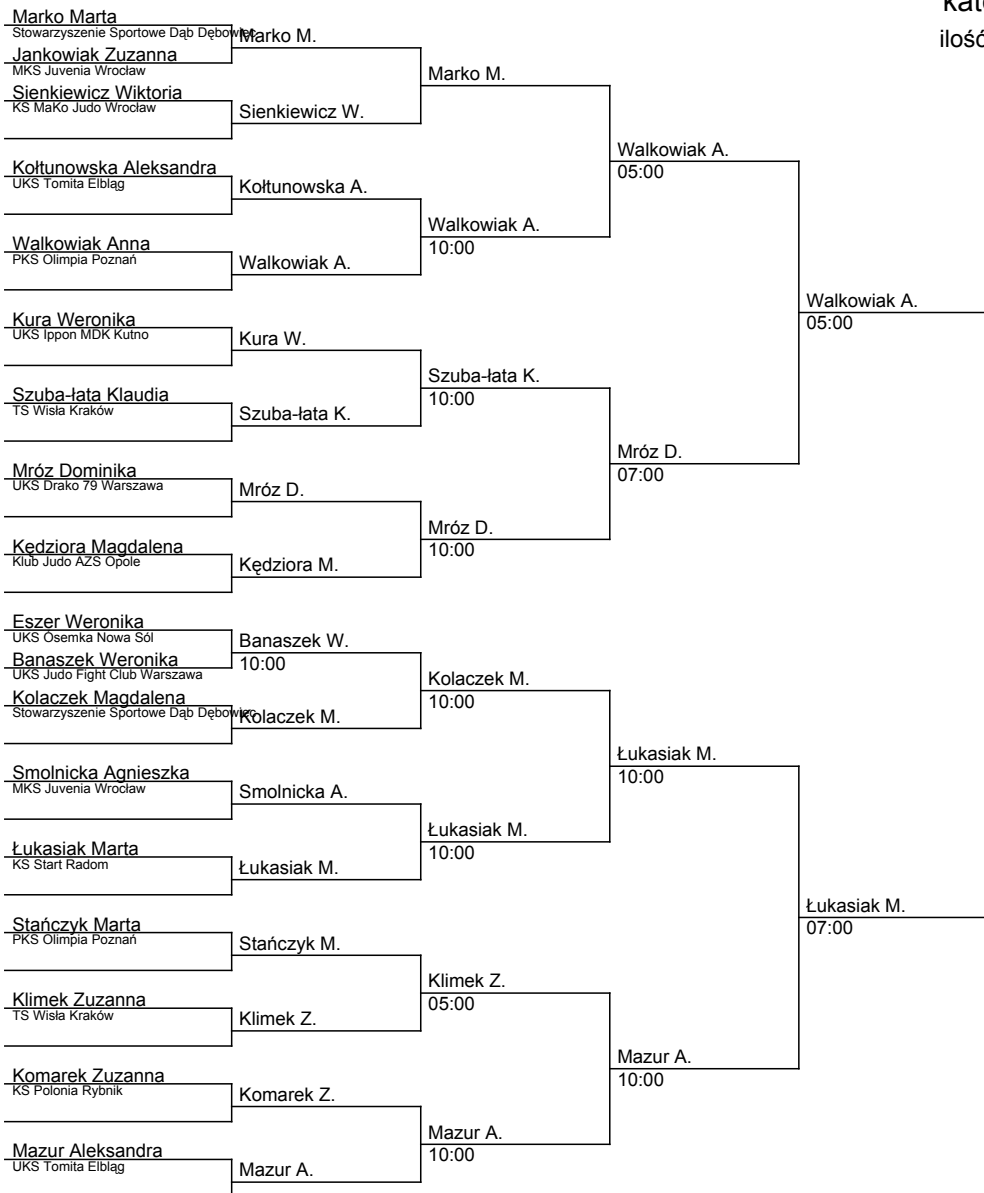 Marko Marta
Stowarzyszenie Sportowe Dąb Dębowiec
Jankowiak Zuzanna
MKS Juvenia Wrocław
Sienkiewicz Wiktoria
KS MaKo Judo Wrocław
Kołtunowska Aleksandra
UKS Tomita Elbląg
Walkowiak Anna
PKS Olimpia Poznań
Kura Weronika
UKS Ippon MDK Kutno
Szuba-łata Klaudia
TS Wisła Kraków
Mróz Dominika
UKS Drako 79 Warszawa
Kędziora Magdalena
Klub Judo AZS Opole
Eszer Weronika
UKS Ósemka Nowa Sól
Banaszek Weronika
UKS Judo Fight Club Warszawa
Kolaczek Magdalena
Stowarzyszenie Sportowe Dąb Dębowiec
Smolnicka Agnieszka
MKS Juvenia Wrocław
Łukasiak Marta
KS Start Radom
Stańczyk Marta
PKS Olimpia Poznań
Klimek Zuzanna
TS Wisła Kraków
Komarek Zuzanna
KS Polonia Rybnik
Mazur Aleksandra
UKS Tomita Elbląg
Marko M.
Sienkiewicz W.
Kołtunowska A.
Walkowiak A.
Kura W.
Szuba-łata K.
Mróz D.
Kędziora M.
Banaszek W.
10:00
Kolaczek M.
Smolnicka A.
Łukasiak M.
Stańczyk M.
Klimek Z.
Komarek Z.
Mazur A.
Marko M.
Walkowiak A.
10:00
Szuba-łata K.
10:00
Mróz D.
10:00
Kolaczek M.
10:00
Łukasiak M.
10:00
Klimek Z.
05:00
Mazur A.
10:00
Walkowiak A.
05:00
Mróz D.
07:00
Łukasiak M.
10:00
Mazur A.
10:00
Walkowiak A.
05:00
Łukasiak M.
07:00
ilość